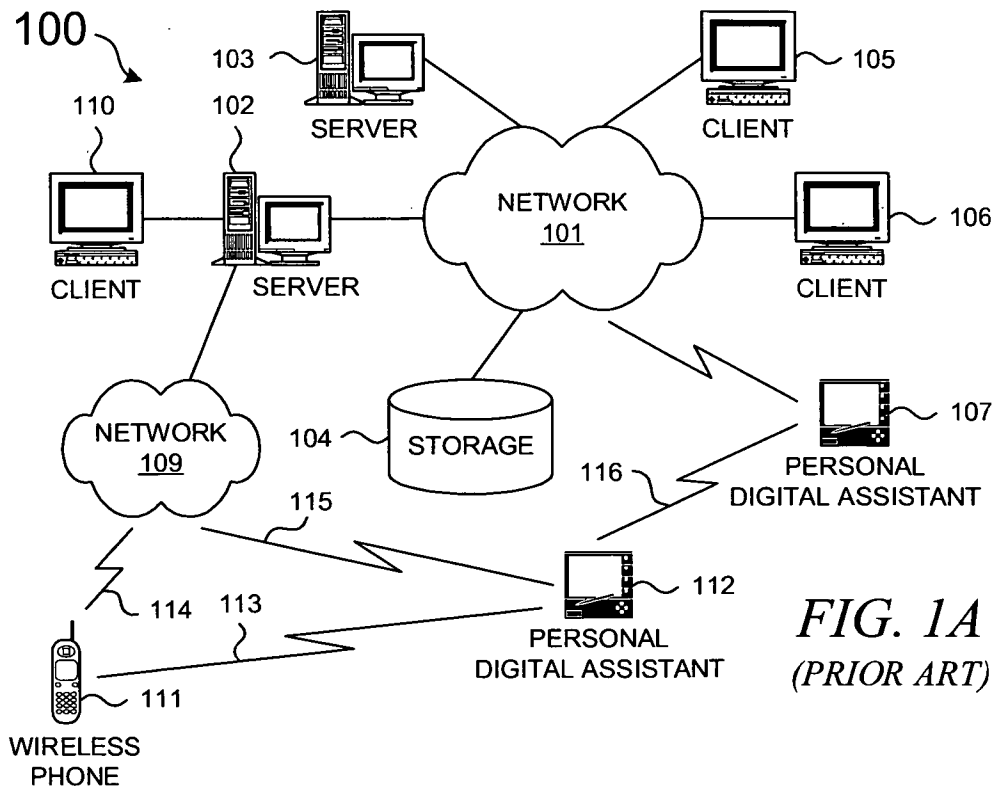 100
103
SERVER
105
CLIENT
110
102
CLIENT
SERVER
NETWORK
101
106
CLIENT
NETWORK
109
104
STORAGE
107
PERSONAL
DIGITAL ASSISTANT
116
115
114
113
112
PERSONAL
DIGITAL ASSISTANT
111
WIRELESS
PHONE
FIG. 1A
(PRIOR ART)